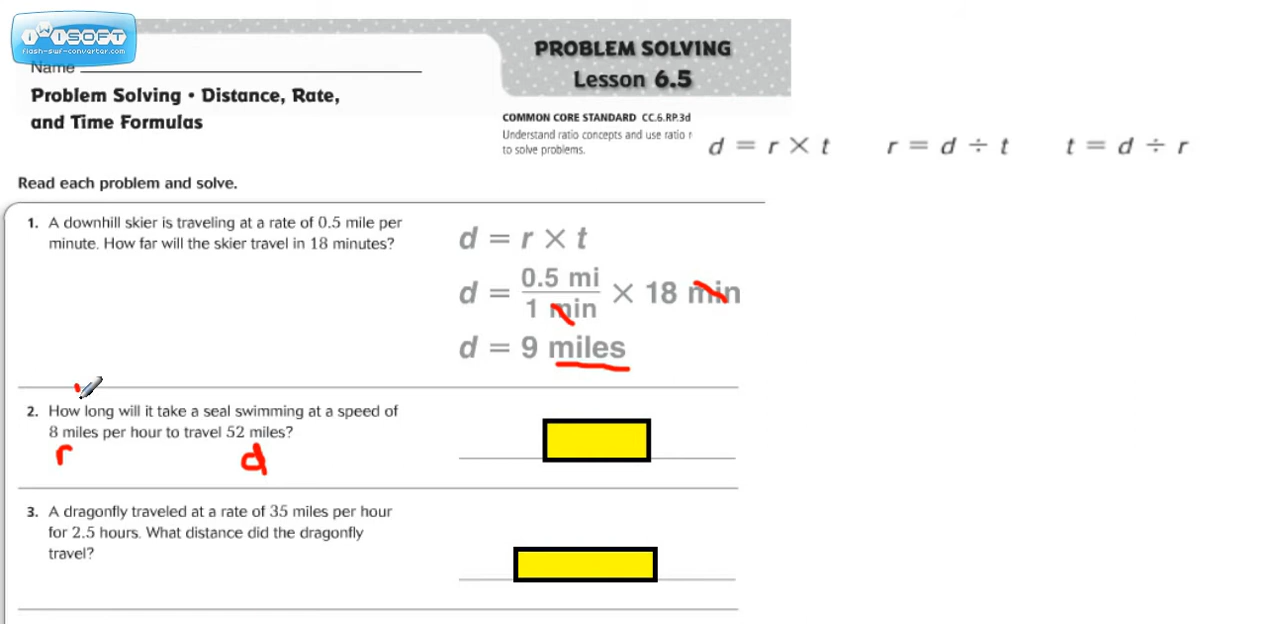 iWiSOFT
flash-swf-converter.com
Name
PROBLEM SOLVING
Lesson 6.5
Problem Solving • Distance, Rate,
and Time Formulas
COMMON CORE STANDARD CC.6.RP.3d
Understand ratio concepts and use ratio r
to solve problems.
d = r × t r = d ÷ t t = d ÷ r
Read each problem and solve.
1. A downhill skier is traveling at a rate of 0.5 mile per
minute. How far will the skier travel in 18 minutes?
d = r × t
d = 0.5 mi / 1 min × 18 min
d = 9 miles
2. How long will it take a seal swimming at a speed of
8 miles per hour to travel 52 miles?
r d
3. A dragonfly traveled at a rate of 35 miles per hour
for 2.5 hours. What distance did the dragonfly
travel?